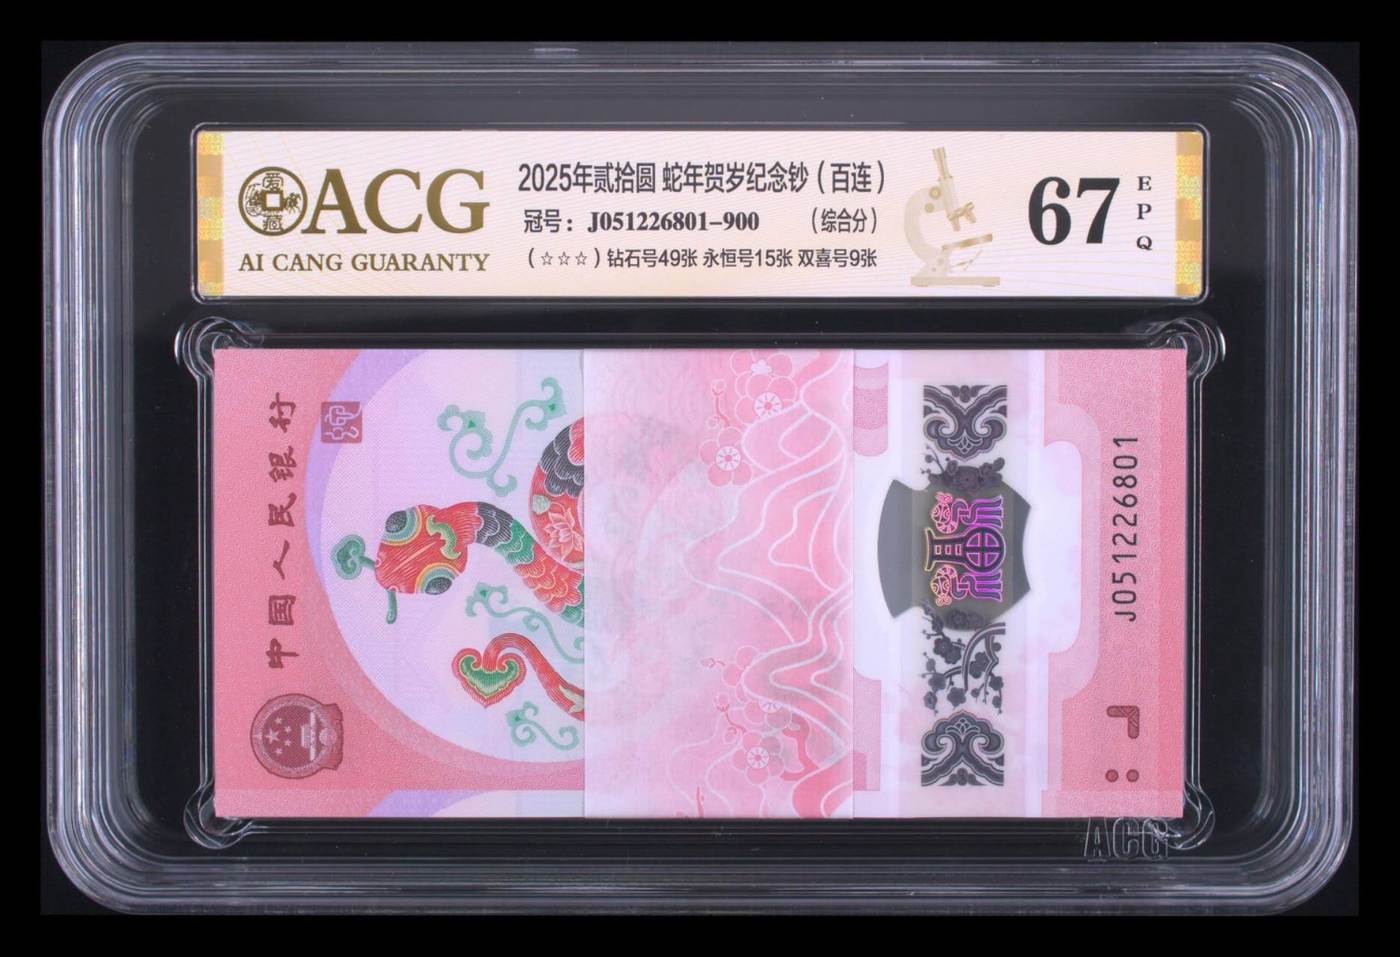 ACG
AI CANG GUARANTY
2025年贰拾圆 蛇年贺岁纪念钞(百连)
冠号: J051226801-900 (综合分)
(☆☆☆) 钻石号49张 永恒号15张 双喜号9张
67
EPQ
中国人民银行
J051226801
ACG